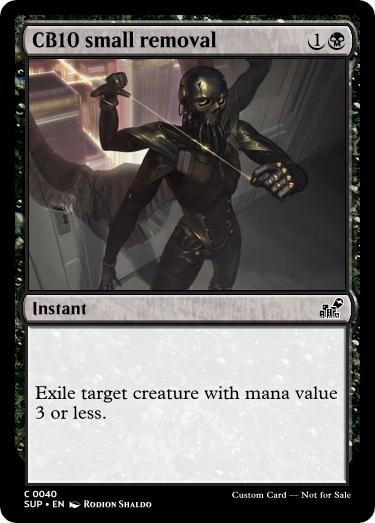 CB10 small removal 1
Instant
Exile target creature with mana value
3 or less.
C 0040
SUP • EN Rodion Shaldo
Custom Card — Not for Sale